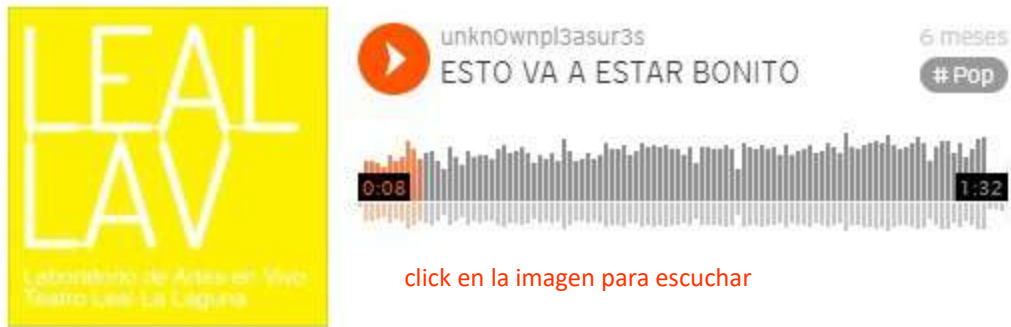 LEAL
LAV
Laboratorio de Artes en Vivo
Teatro Leal La Laguna
unkn0wnpl3asur3s
6 meses
ESTO VA A ESTAR BONITO
# Pop
0:08
1:32
click en la imagen para escuchar